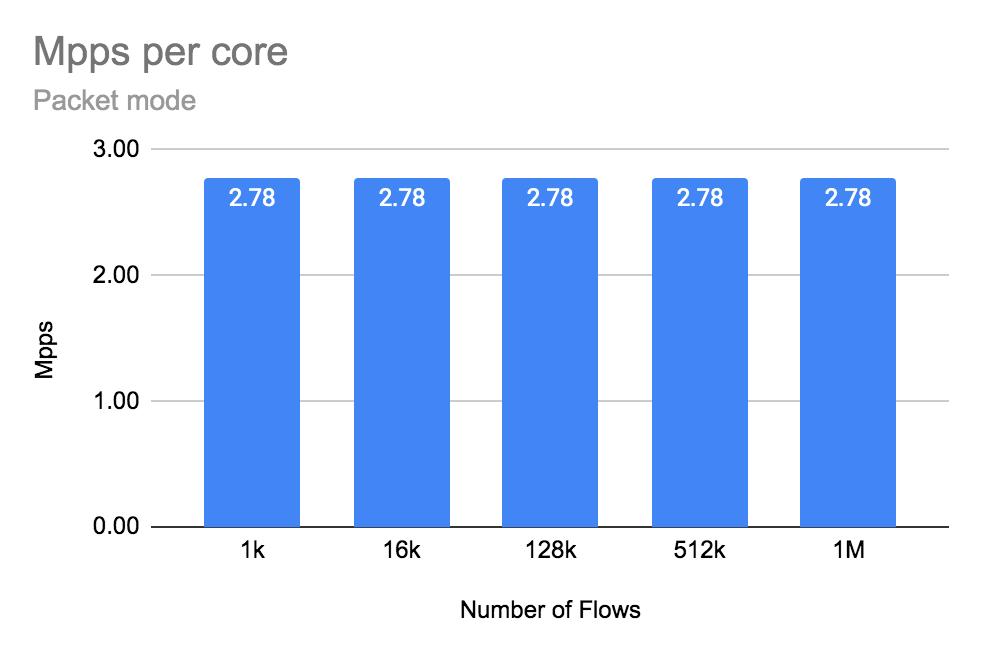 Mpps per core
Packet mode
3.00
2.00
1.00
0.00
Mpps
2.78 2.78 2.78 2.78 2.78
1k 16k 128k 512k 1M
Number of Flows